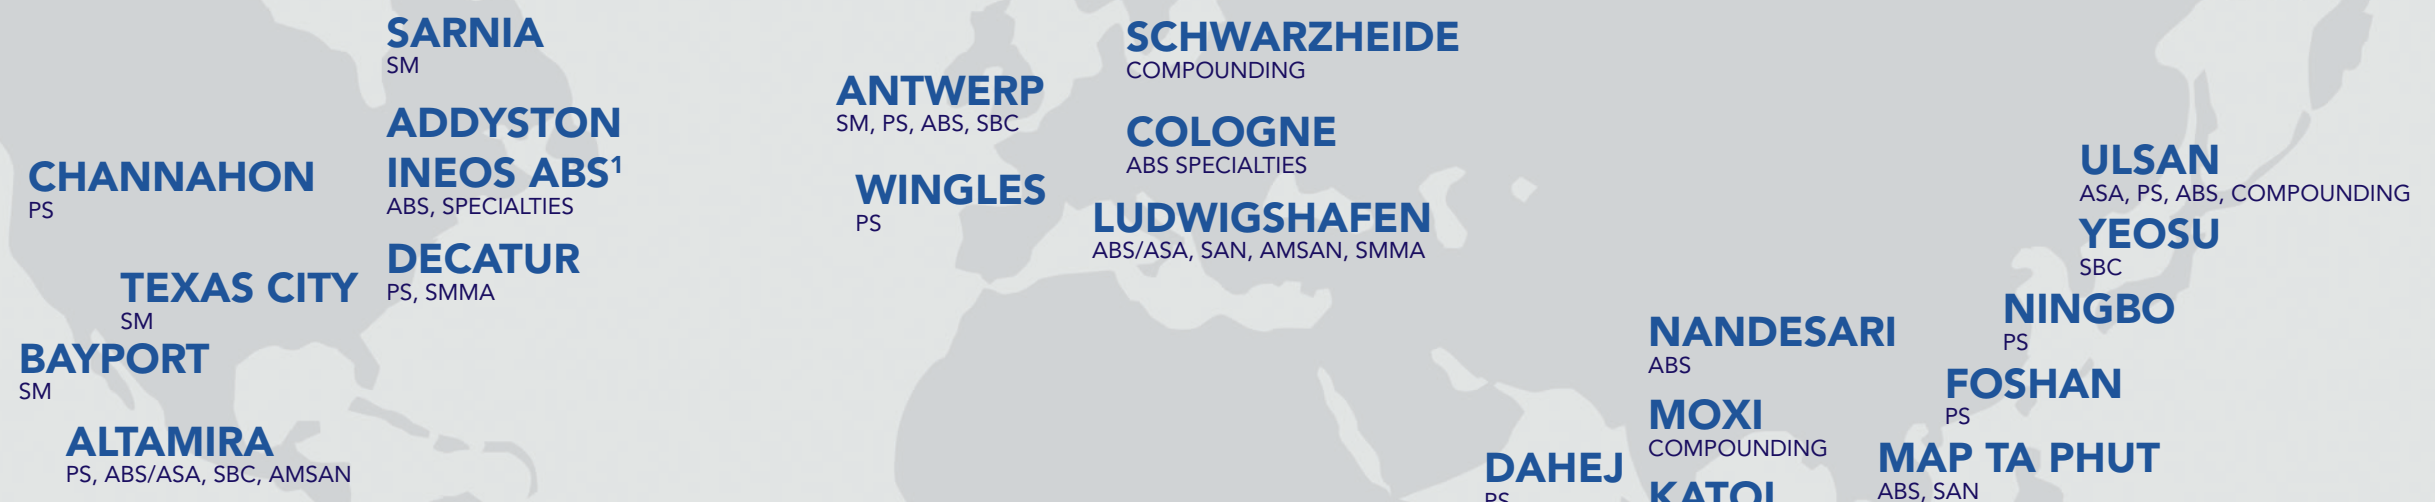 SARNIA
SM
ADDYSTON
INEOS ABS¹
ABS, SPECIALTIES
CHANNAHON
PS
DECATUR
PS, SMMA
TEXAS CITY
SM
BAYPORT
SM
ALTAMIRA
PS, ABS/ASA, SBC, AMSAN
ANTWERP
SM, PS, ABS, SBC
WINGLES
PS
SCHWARZHEIDE
COMPOUNDING
COLOGNE
ABS SPECIALTIES
LUDWIGSHAFEN
ABS/ASA, SAN, AMSAN, SMMA
NANDESARI
ABS
MOXI
COMPOUNDING
DAHEJ
PS
KATOL
ULSAN
ASA, PS, ABS, COMPOUNDING
YEOSU
SBC
NINGBO
PS
FOSHAN
PS
MAP TA PHUT
ABS, SAN